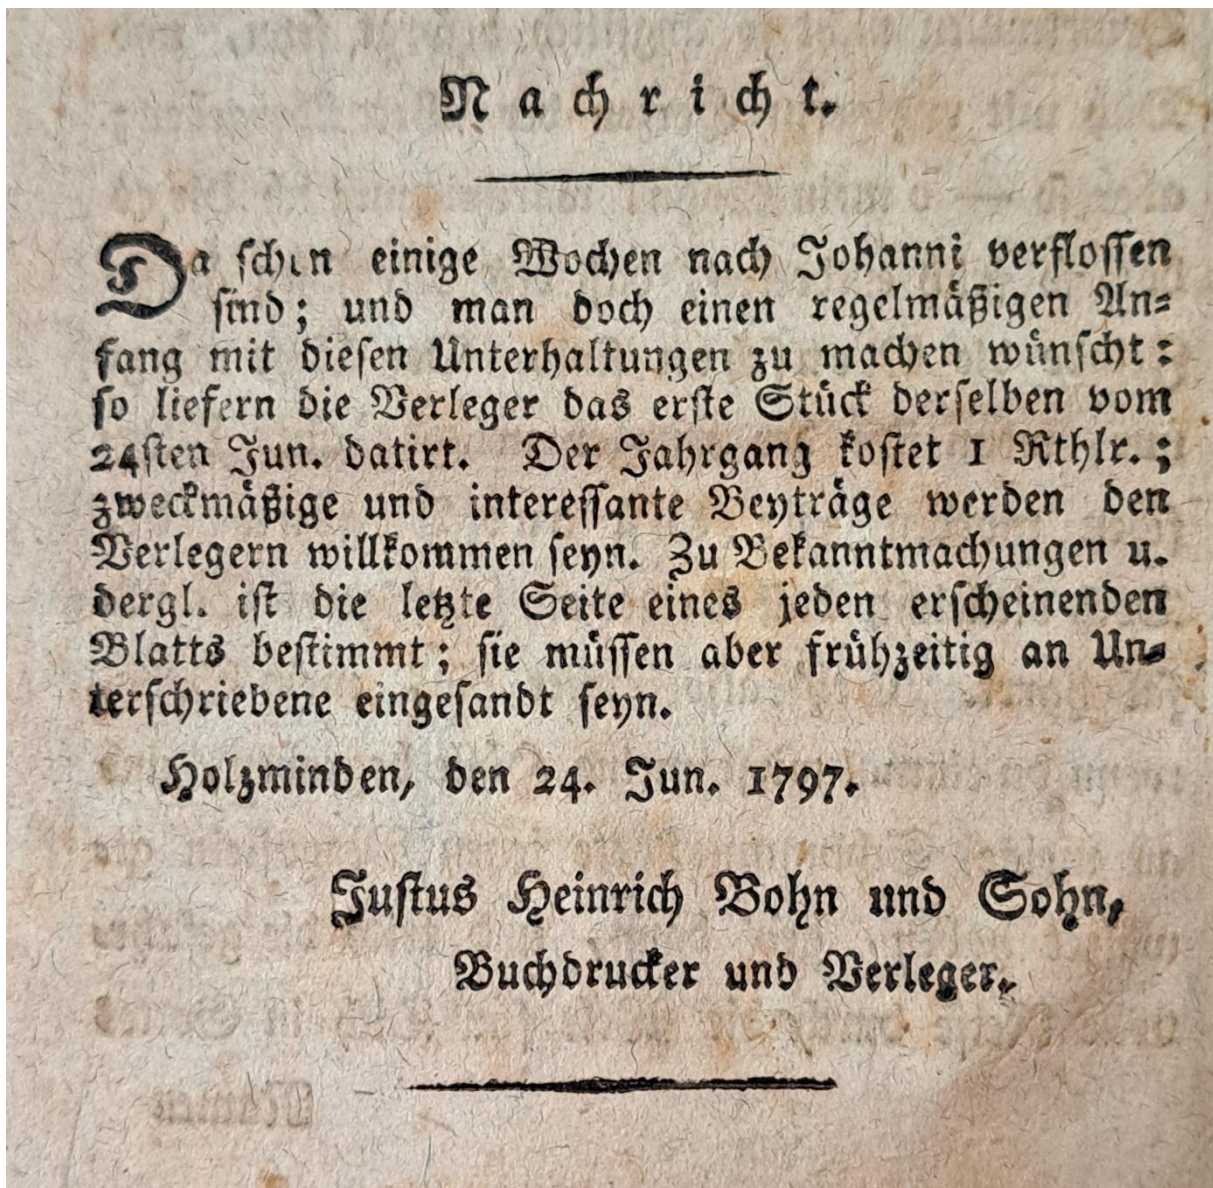 Nachricht.
Da schon einige Wochen nach Johanni verflossen
sind; und man doch einen regelmäßigen An-
fang mit diesen Unterhaltungen zu machen wünscht:
so liefern die Verleger das erste Stück derselben vom
24sten Jun. datirt. Der Jahrgang kostet 1 Rthlr.;
zweckmäßige und interessante Beyträge werden den
Verlegern willkommen seyn. Zu Bekanntmachungen u.
dergl. ist die letzte Seite eines jeden erscheinenden
Blatts bestimmt; sie müssen aber frühzeitig an Un-
terschriebene eingesandt seyn.
Holzminden, den 24. Jun. 1797.
Justus Heinrich Bohn und Sohn,
Buchdrucker und Verleger.